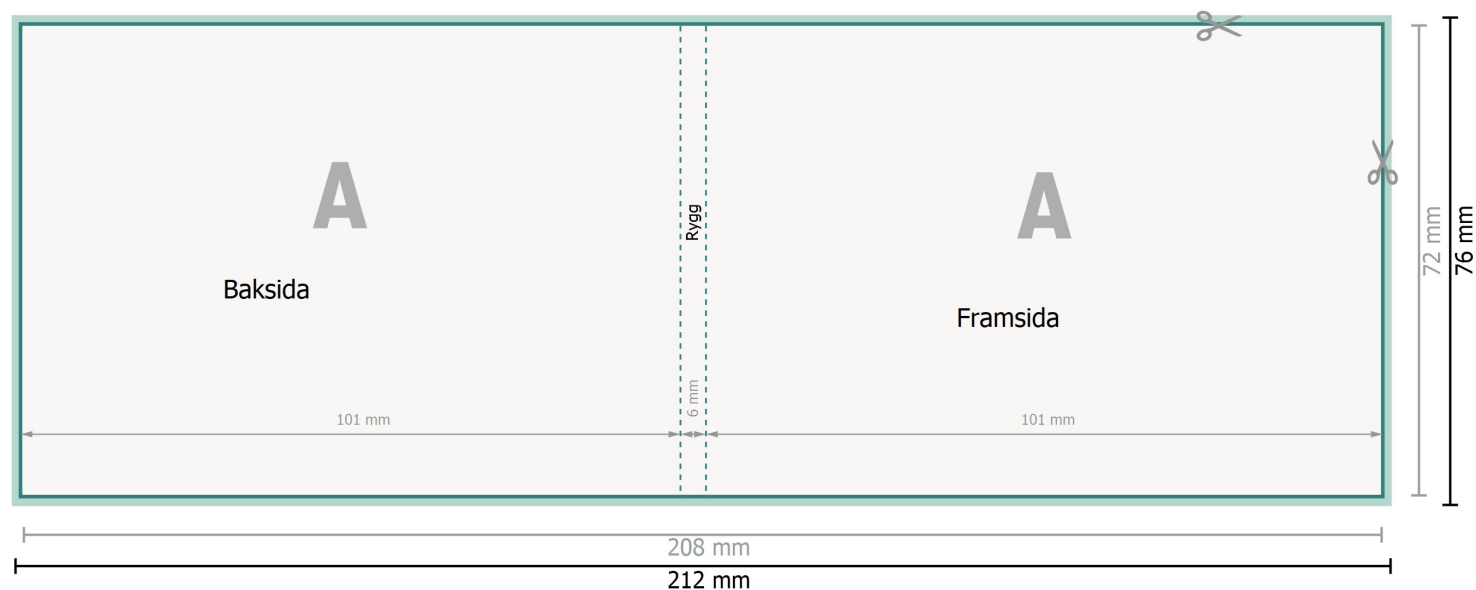 A
A
Rygg
Baksida
Framsida
72 mm
76 mm
101 mm
6 mm
101 mm
208 mm
212 mm